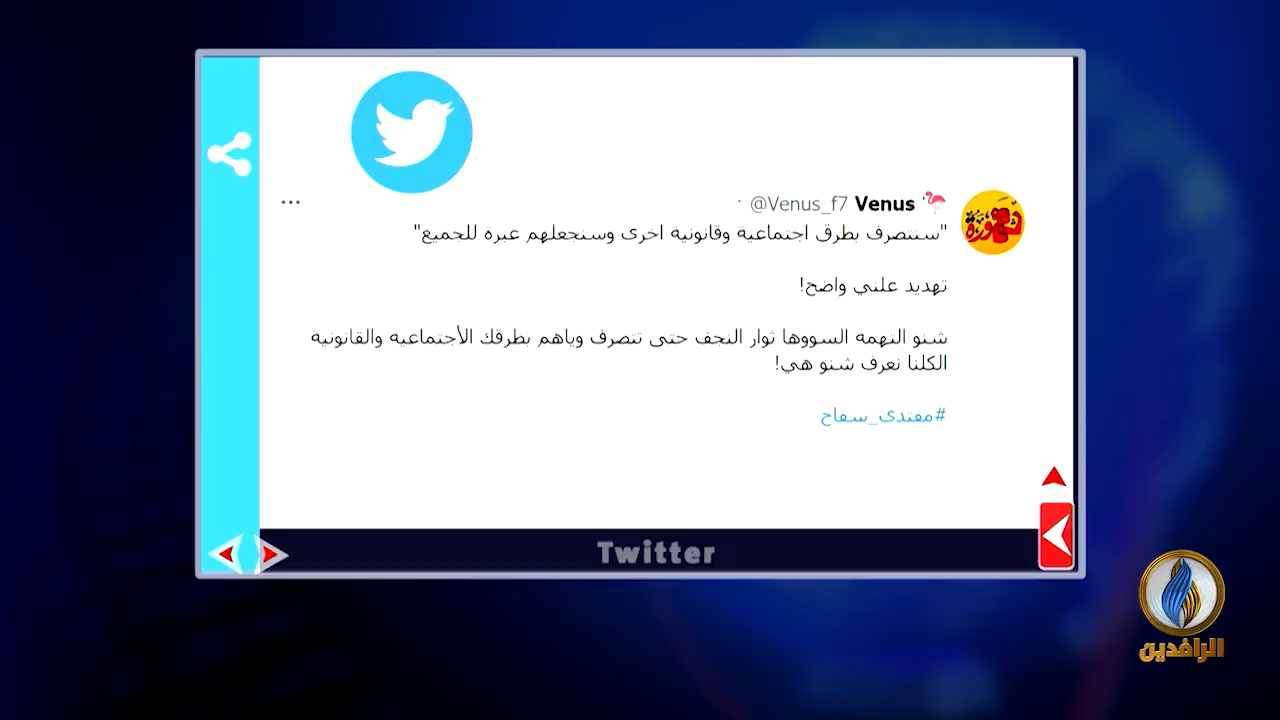 Venus @Venus_f7 · ...
"سنتصرف بطرق اجتماعية وقانونية اخرى وسنجعلهم عبره للجميع"
تهديد علني واضح!
شنو التهمه السووها ثوار النجف حتى تتصرف وياهم بطرقك الأجتماعيه والقانونية
الكلنا نعرف شنو هي!
#مقتدى_سفاح
Twitter
الرافدين